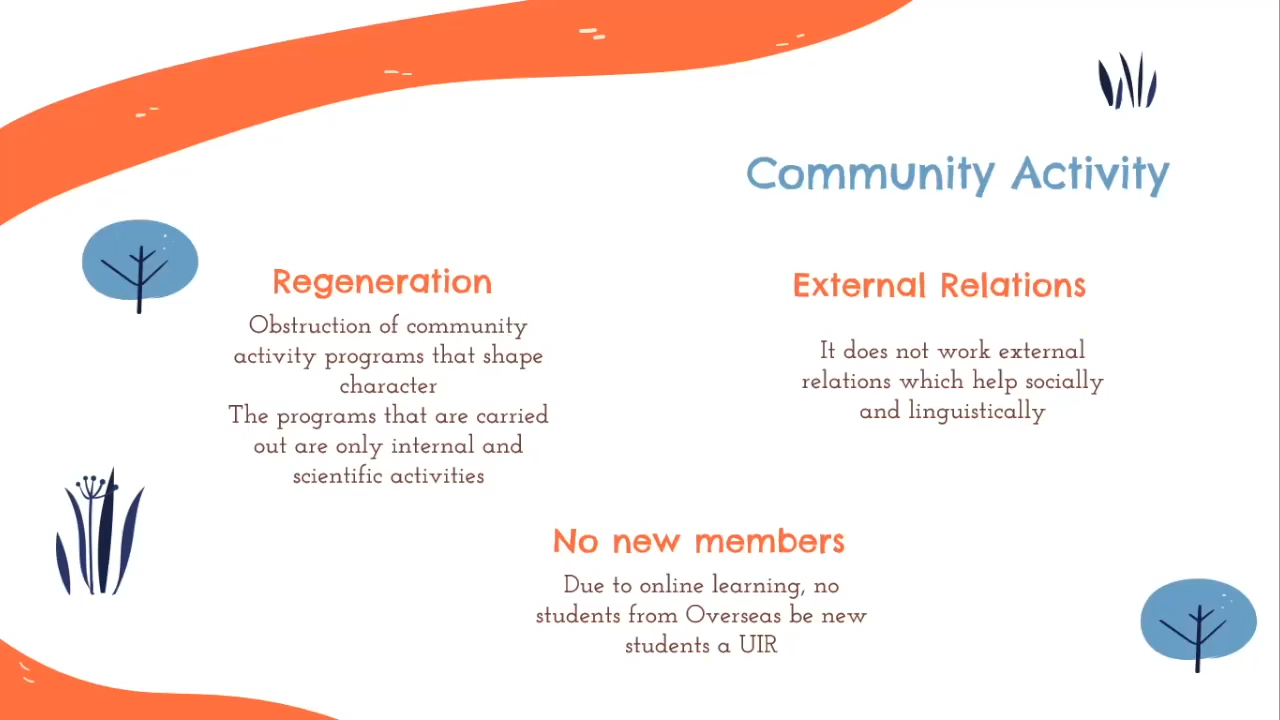 Community Activity
Regeneration
Obstruction of community
activity programs that shape
character
The programs that are carried
out are only internal and
scientific activities
External Relations
It does not work external
relations which help socially
and linguistically
No new members
Due to online learning, no
students from Overseas be new
students a UIR